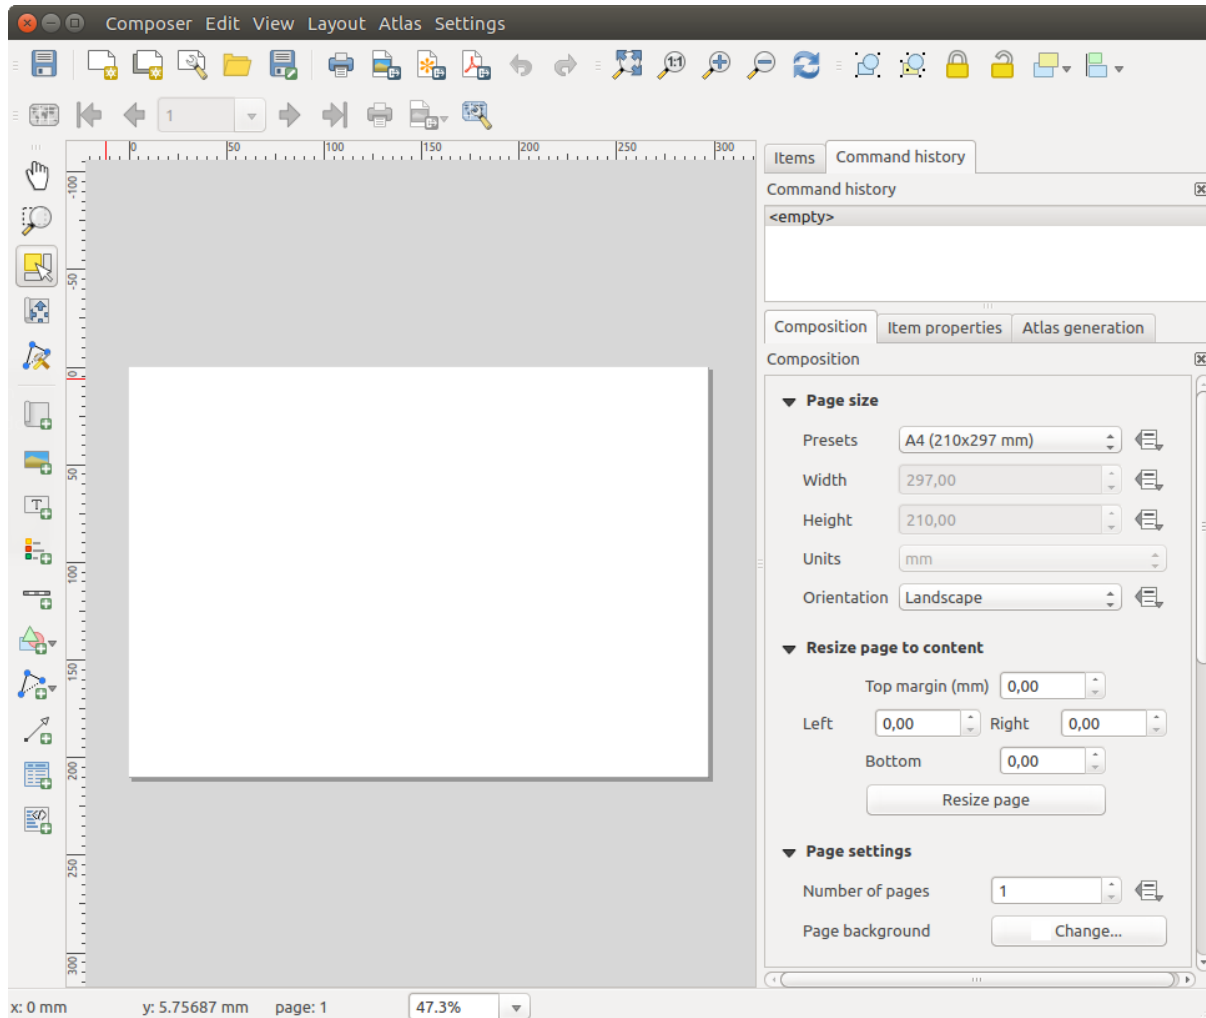 Composer Edit View Layout Atlas Settings
1:1
1
0 50 100 150 200 250 300
Items Command history
Command history
<empty>
-100
-50
0
50
100
150
200
250
300
Composition Item properties Atlas generation
Composition
Page size
Presets A4 (210x297 mm)
Width 297,00
Height 210,00
Units mm
Orientation Landscape
Resize page to content
Top margin (mm) 0,00
Left 0,00 Right 0,00
Bottom 0,00
Resize page
Page settings
Number of pages 1
Page background Change...
T
</>
x: 0 mm y: 5.75687 mm page: 1 47.3%